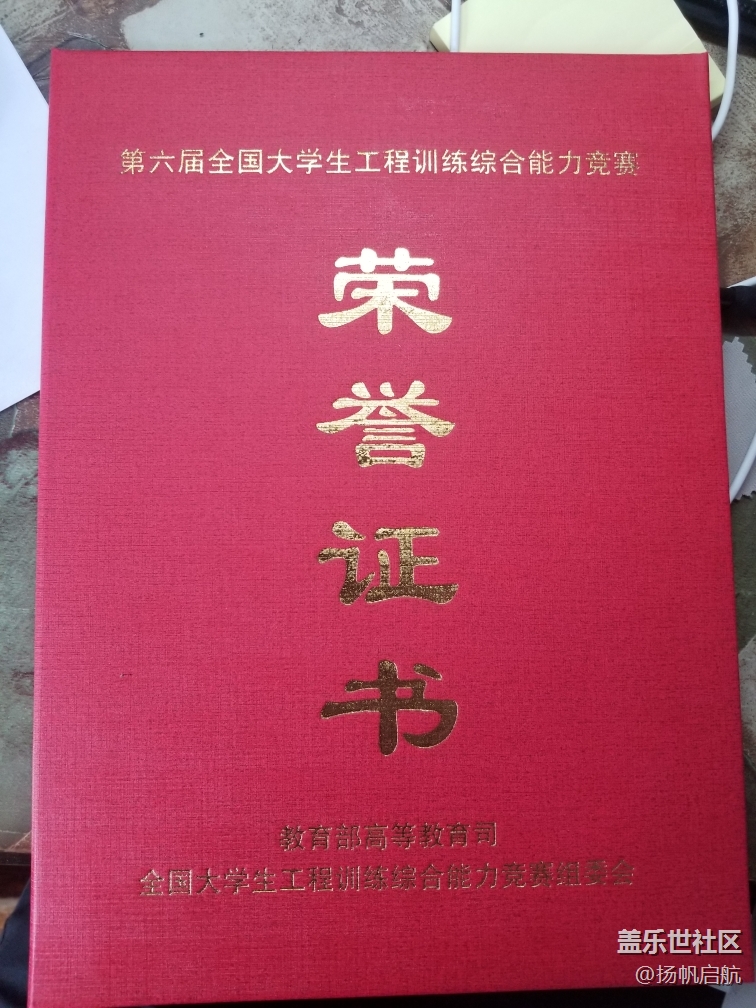 第六届全国大学生工程训练综合能力竞赛
荣
誉
证
书
教育部高等教育司
全国大学生工程训练综合能力竞赛组委会
盖乐世社区
@扬帆启航